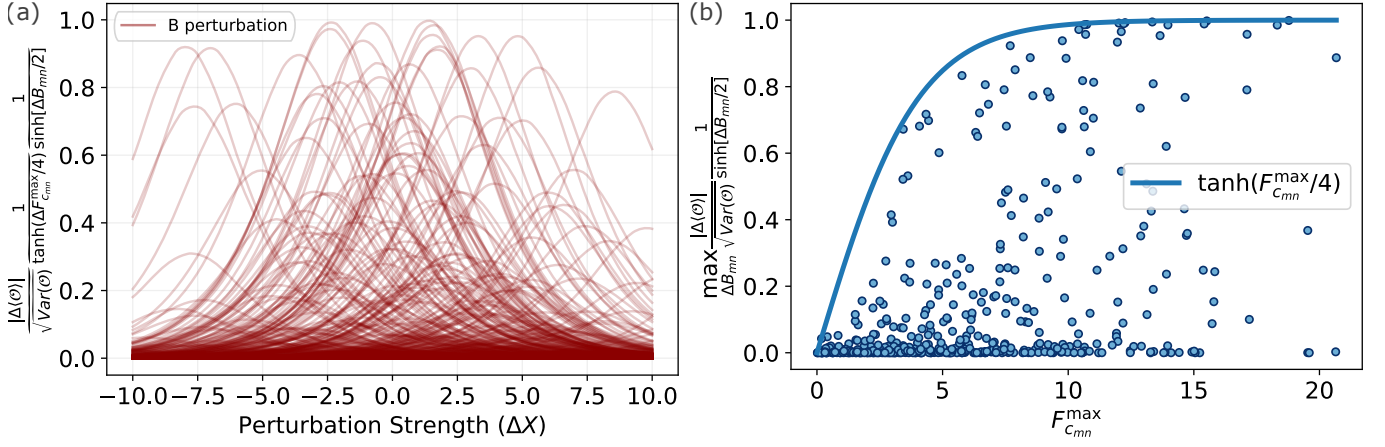 (a)
|Δ⟨𝒪⟩| / √Var(𝒪) 1 / tanh(ΔF^max_{c_mn}/4) 1 / sinh[ΔB_mn/2]
1.0
0.8
0.6
0.4
0.2
0.0
B perturbation
−10.0 −7.5 −5.0 −2.5 0.0 2.5 5.0 7.5 10.0
Perturbation Strength (ΔX)
(b)
max_{ΔB_mn} |Δ⟨𝒪⟩| / √Var(𝒪) 1 / sinh[ΔB_mn/2]
1.0
0.8
0.6
0.4
0.2
0.0
tanh(F^max_{c_mn}/4)
0 5 10 15 20
F^max_{c_mn}